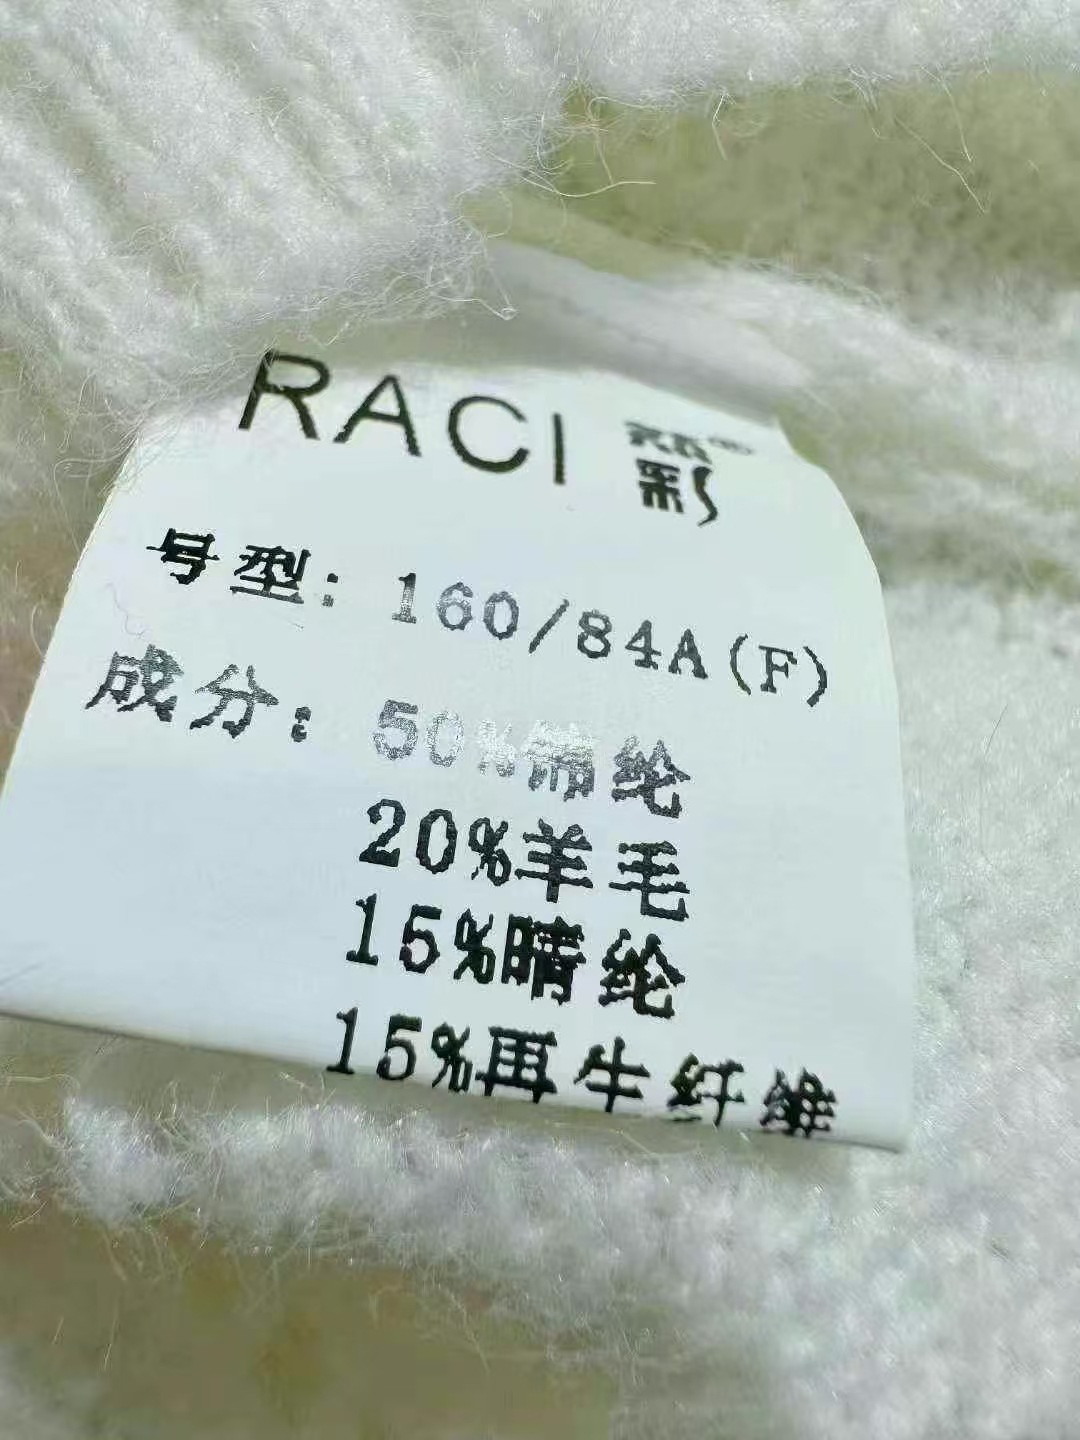 RACI
彩
号型: 160/84A(F)
成分: 50%锦纶
20%羊毛
15%晴纶
15%再生纤维